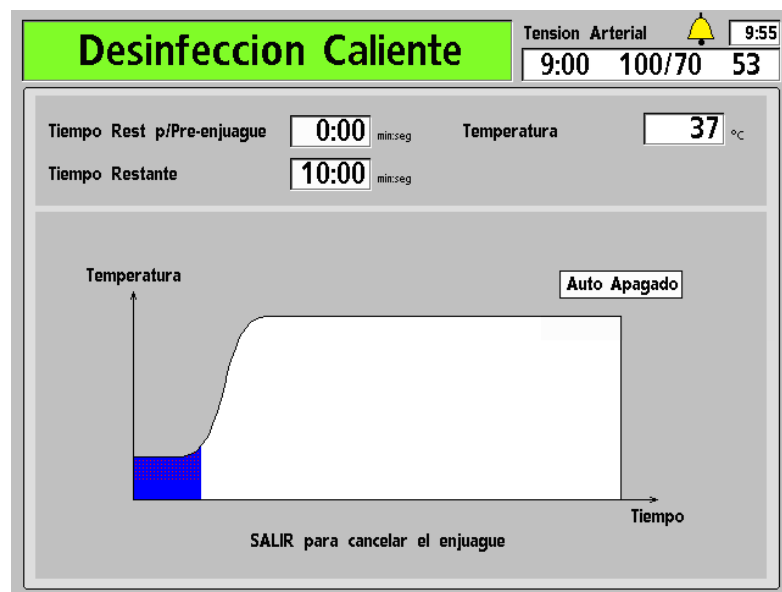 Desinfeccion Caliente
Tension Arterial 9:55
9:00 100/70 53
Tiempo Rest p/Pre-enjuague 0:00 min:seg Temperatura 37 °C
Tiempo Restante 10:00 min:seg
Temperatura
Auto Apagado
Tiempo
SALIR para cancelar el enjuague